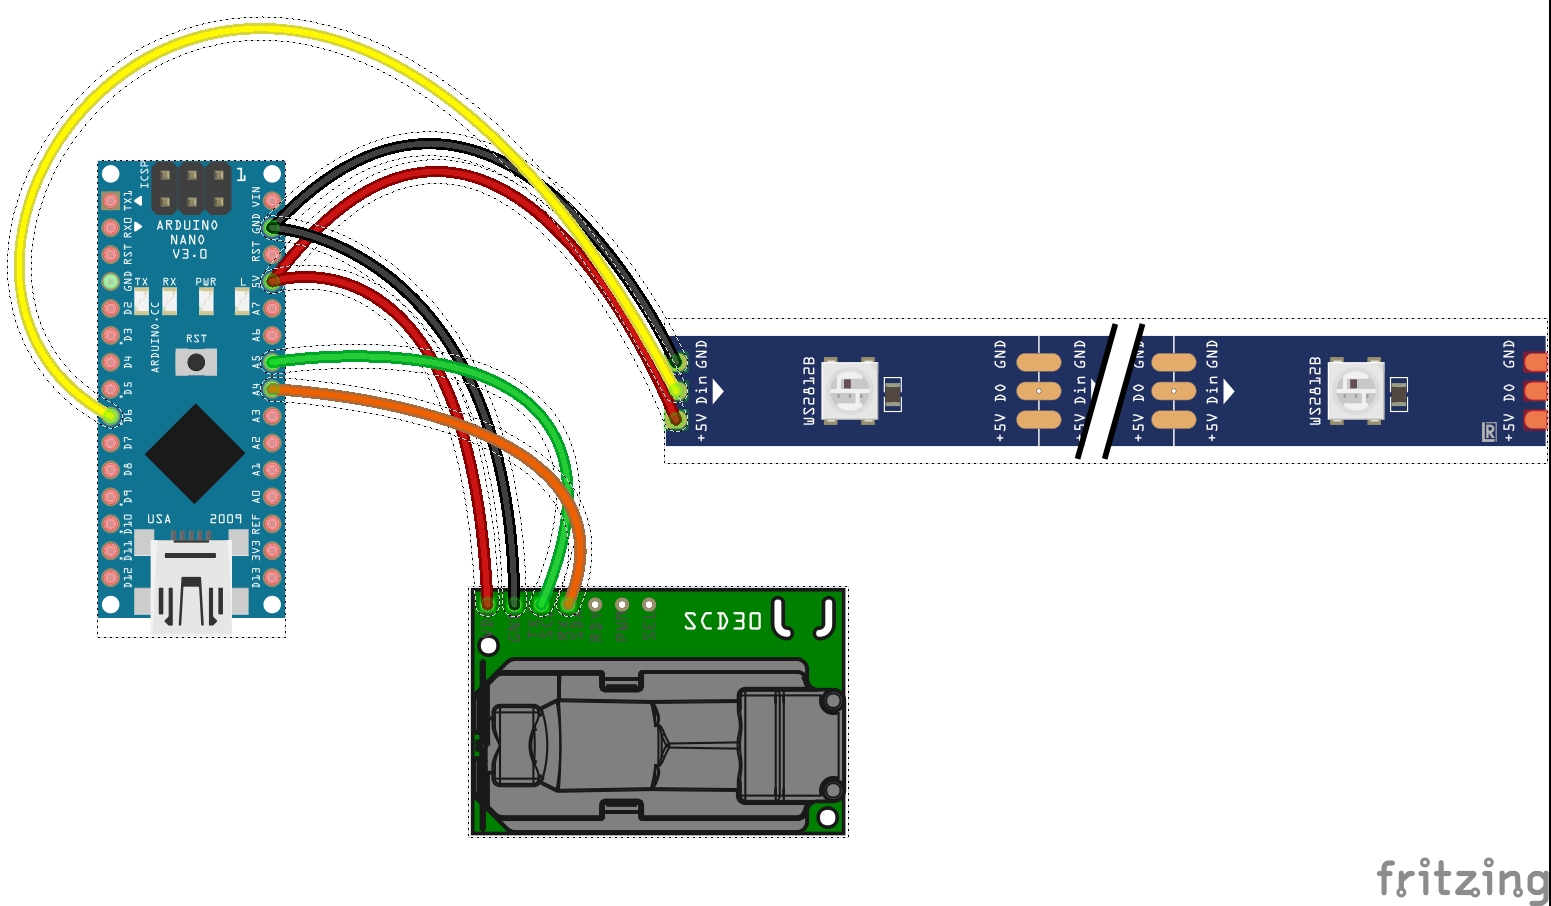 ICSP
1
TX1
RX0
RST
GND
D2
D3
D4
D5
D6
D7
D8
D9
D10
D11
D12
VIN
GND
RST
5V
A7
A6
A5
A4
A3
A2
A1
A0
REF
3V3
D13
ARDUINO
NANO
V3.0
TX RX PWR L
ARDUINO.CC
RST
USA 2009
+5V Din GND
WS2812B
+5V D0 GND
+5V Din GND
+5V D0 GND
+5V Din GND
WS2812B
R
+5V D0 GND
SCD30
fritzing